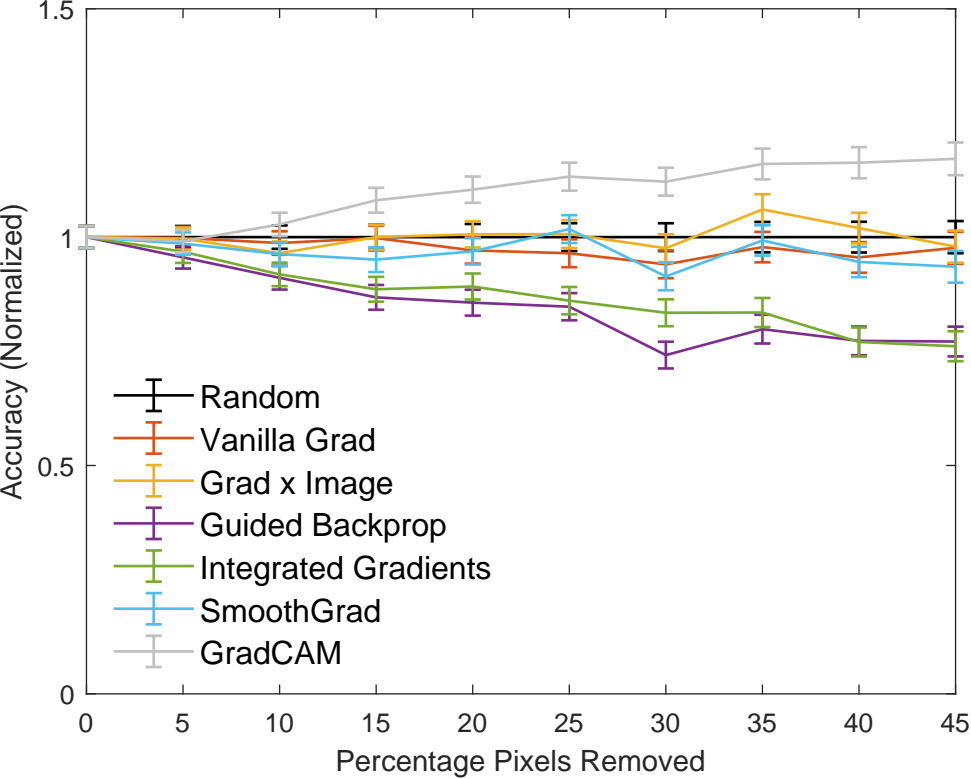 1.5
1
0.5
0
Accuracy (Normalized)
Random
Vanilla Grad
Grad x Image
Guided Backprop
Integrated Gradients
SmoothGrad
GradCAM
0 5 10 15 20 25 30 35 40 45
Percentage Pixels Removed